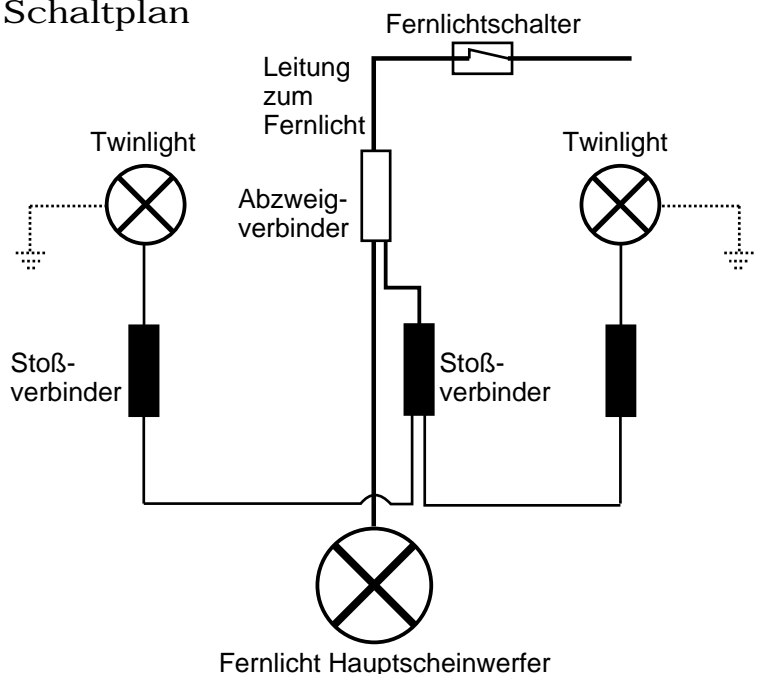 Schaltplan
Fernlichtschalter
Leitung
zum
Fernlicht
Twinlight
Twinlight
Abzweig-
verbinder
Stoß-
verbinder
Stoß-
verbinder
Fernlicht Hauptscheinwerfer